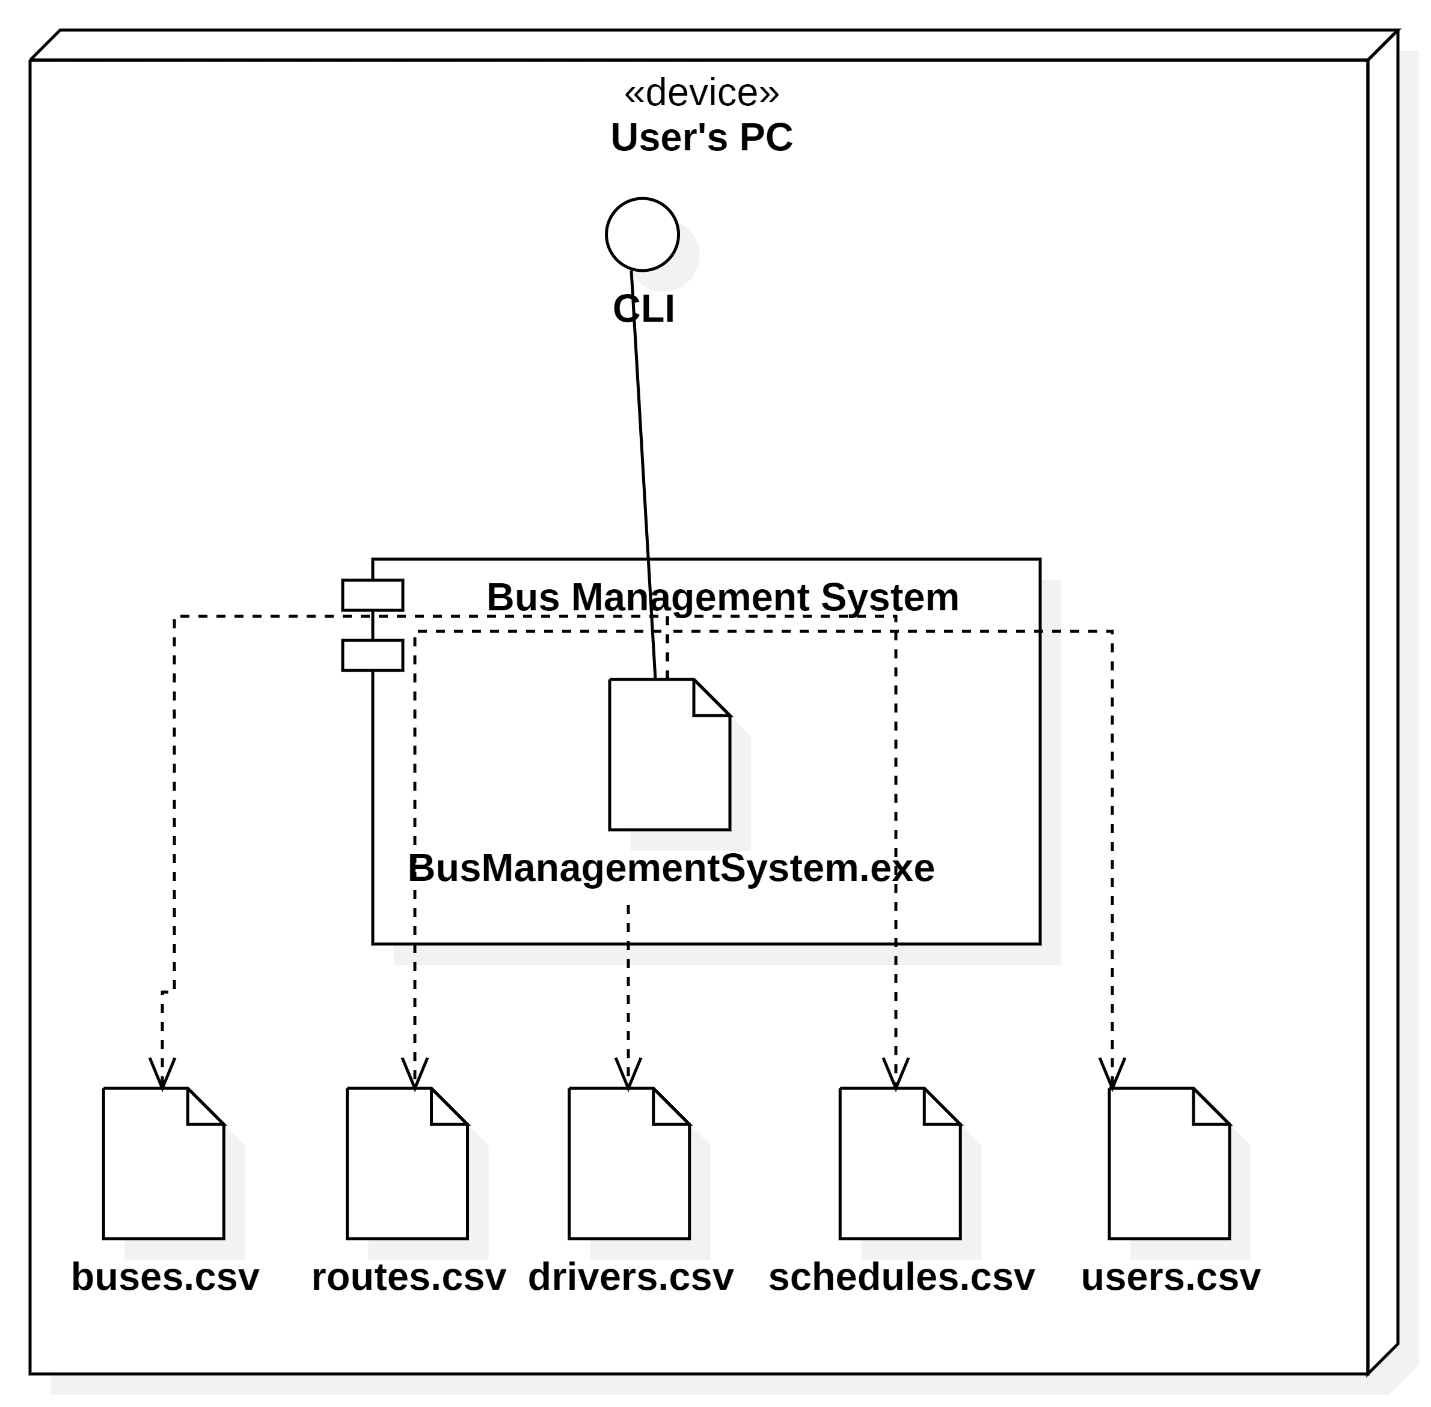 «device»
User's PC
CLI
Bus Management System
BusManagementSystem.exe
buses.csv routes.csv drivers.csv schedules.csv users.csv